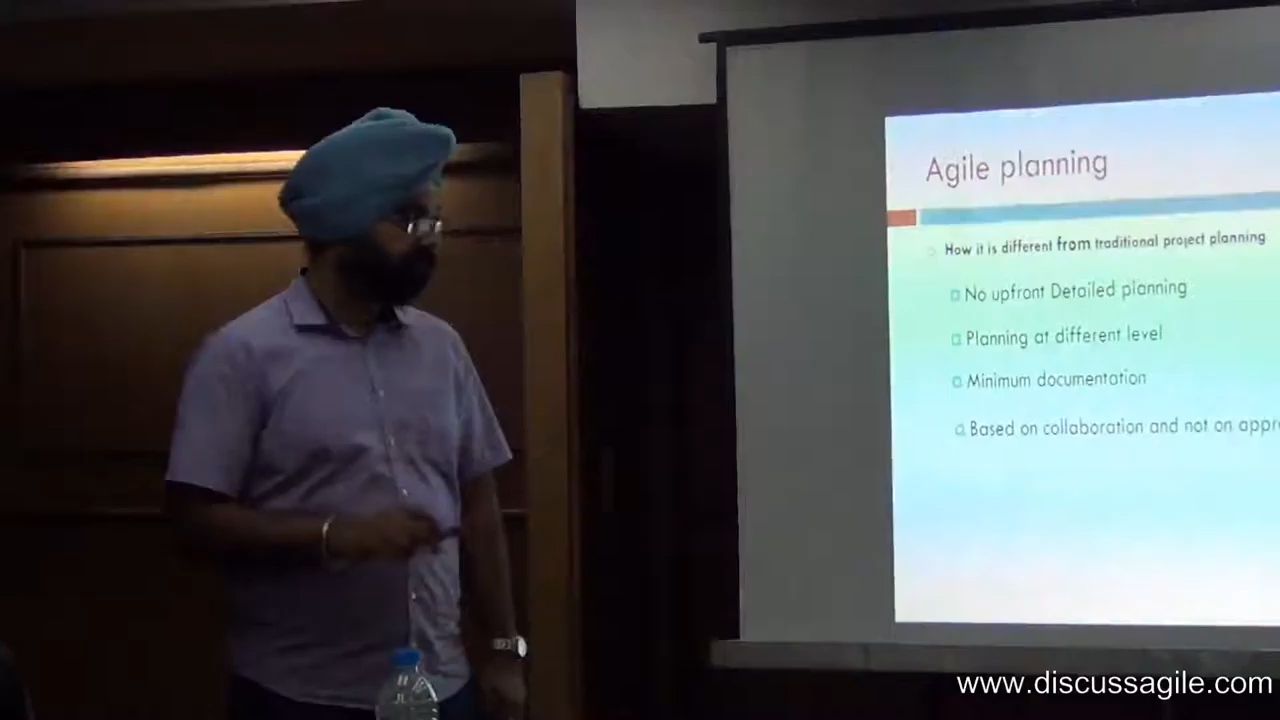 Agile planning
How it is different from traditional project planning
No upfront Detailed planning
Planning at different level
Minimum documentation
Based on collaboration and not on
www.discussagile.com